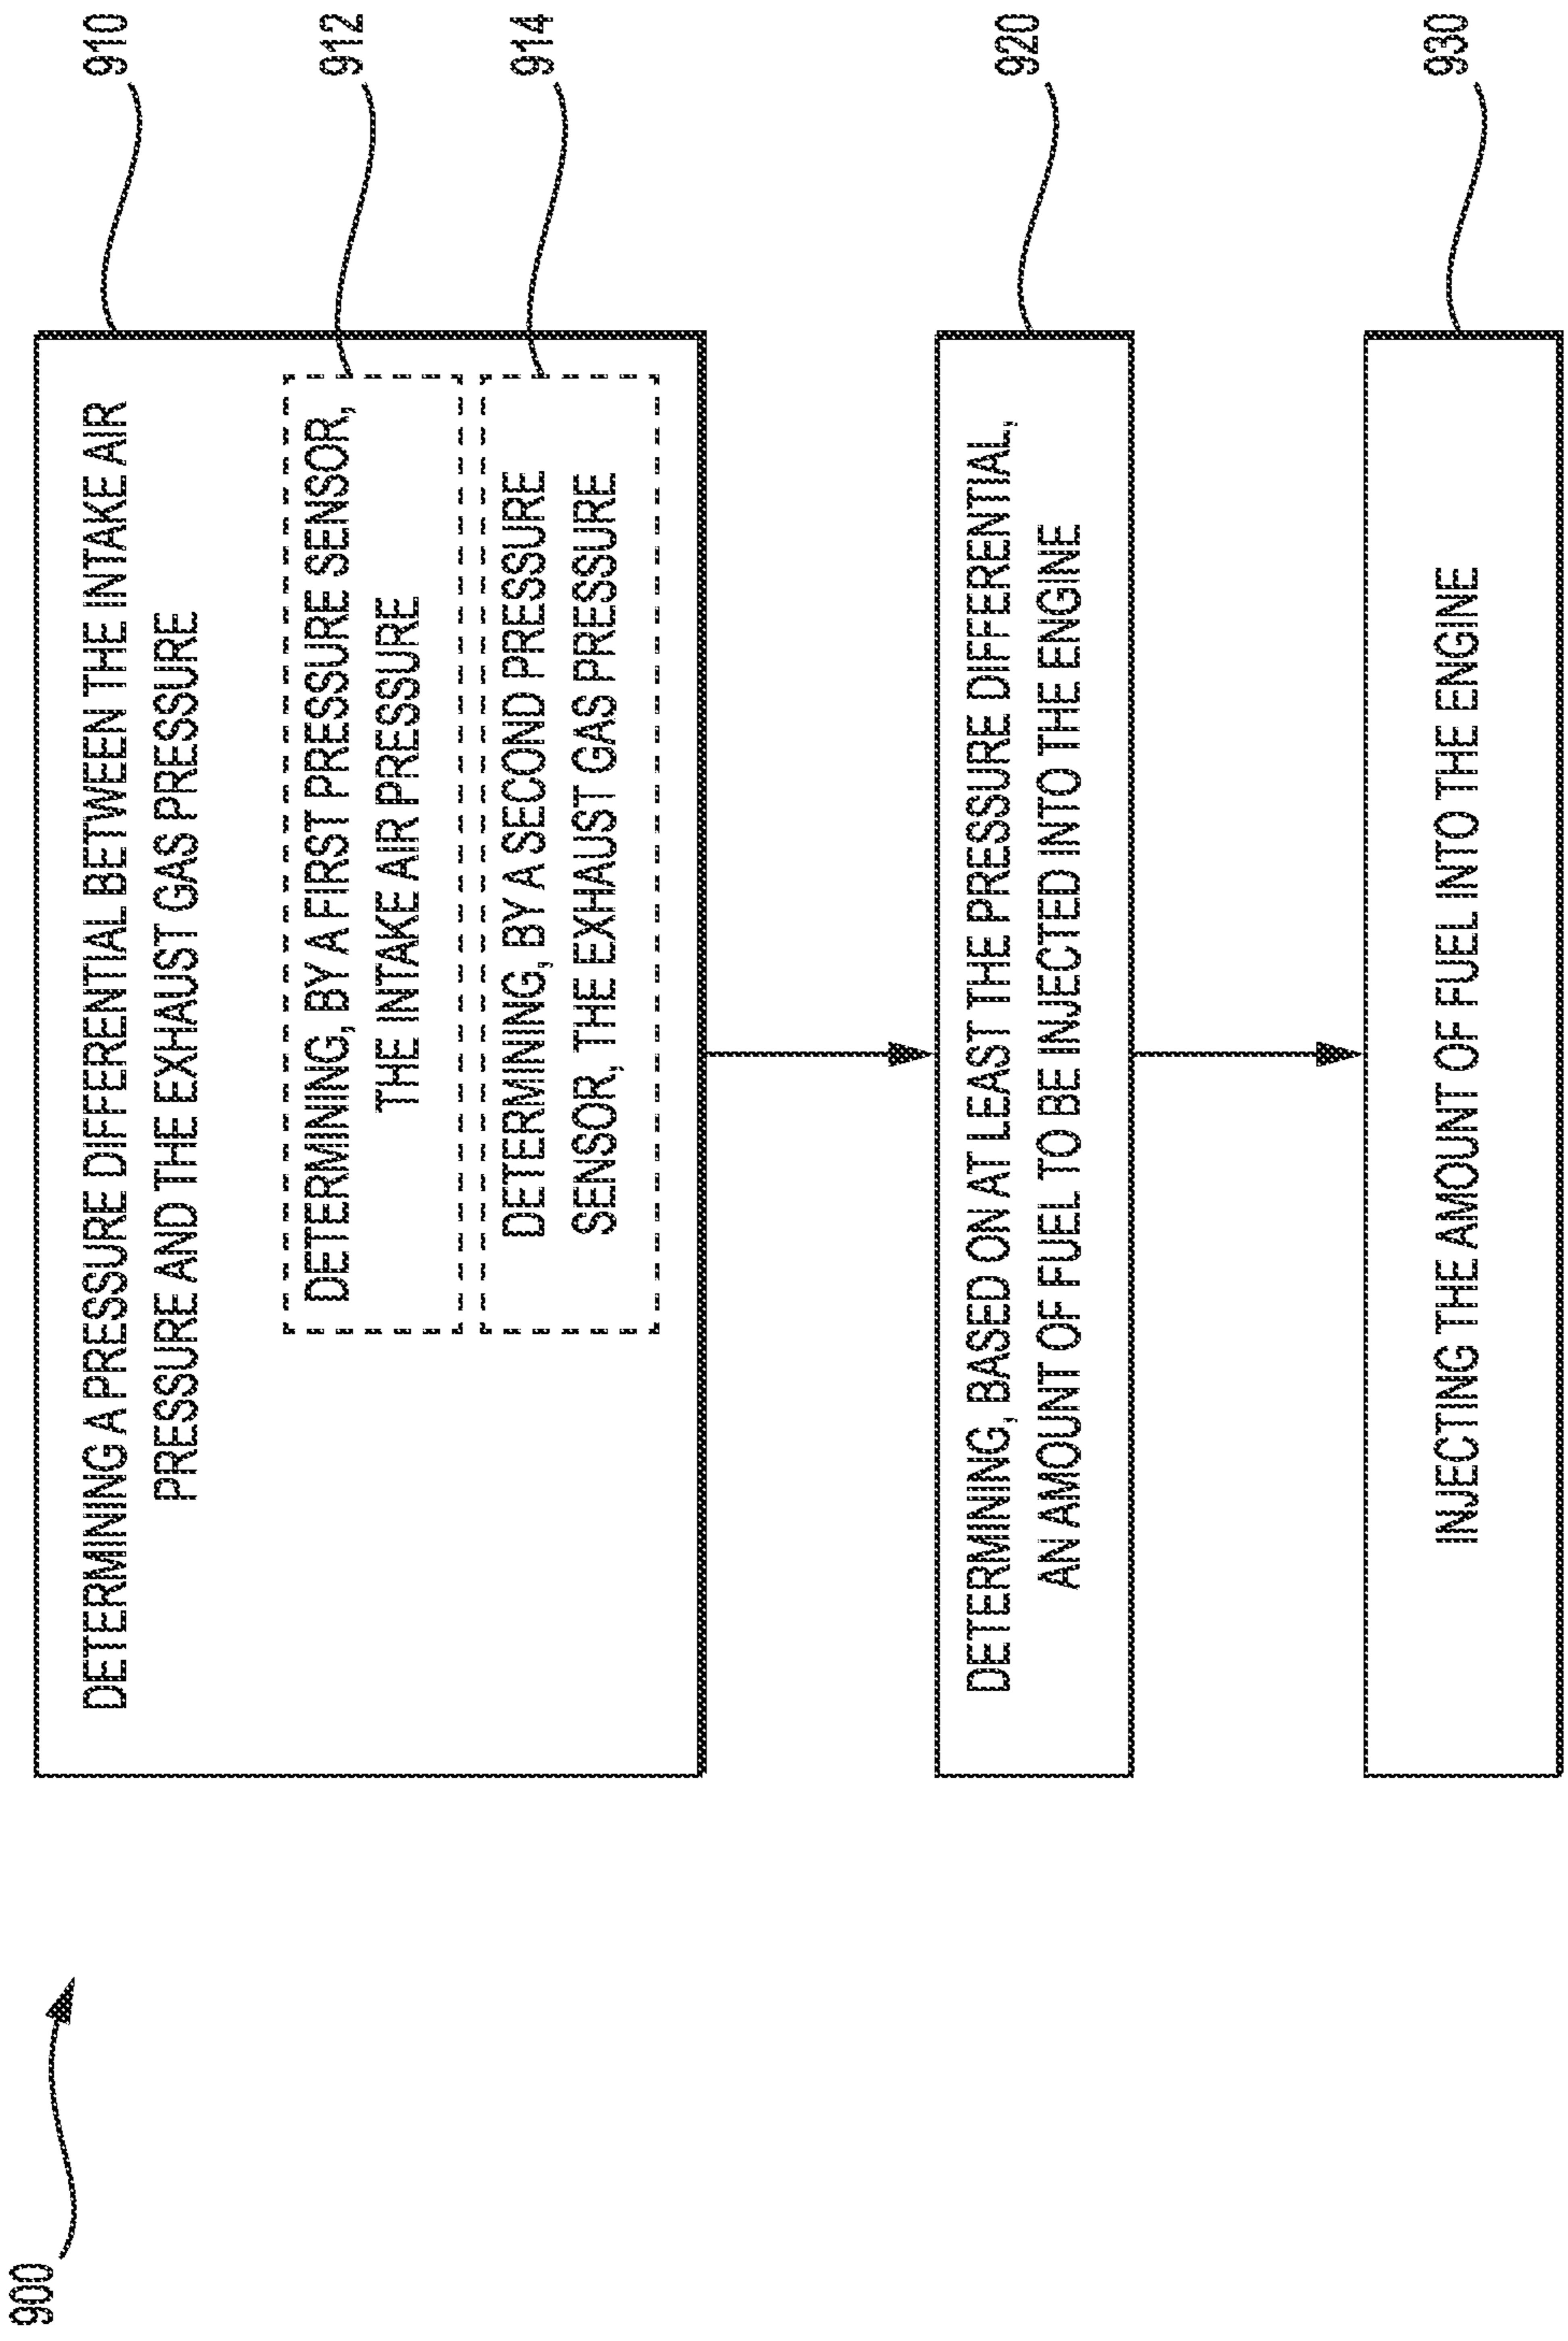 900
DETERMINING A PRESSURE DIFFERENTIAL BETWEEN THE INTAKE AIR
PRESSURE AND THE EXHAUST GAS PRESSURE
910
DETERMINING, BY A FIRST PRESSURE SENSOR,
THE INTAKE AIR PRESSURE
912
DETERMINING, BY A SECOND PRESSURE
SENSOR, THE EXHAUST GAS PRESSURE
914
DETERMINING, BASED ON AT LEAST THE PRESSURE DIFFERENTIAL,
AN AMOUNT OF FUEL TO BE INJECTED INTO THE ENGINE
920
INJECTING THE AMOUNT OF FUEL INTO THE ENGINE
930